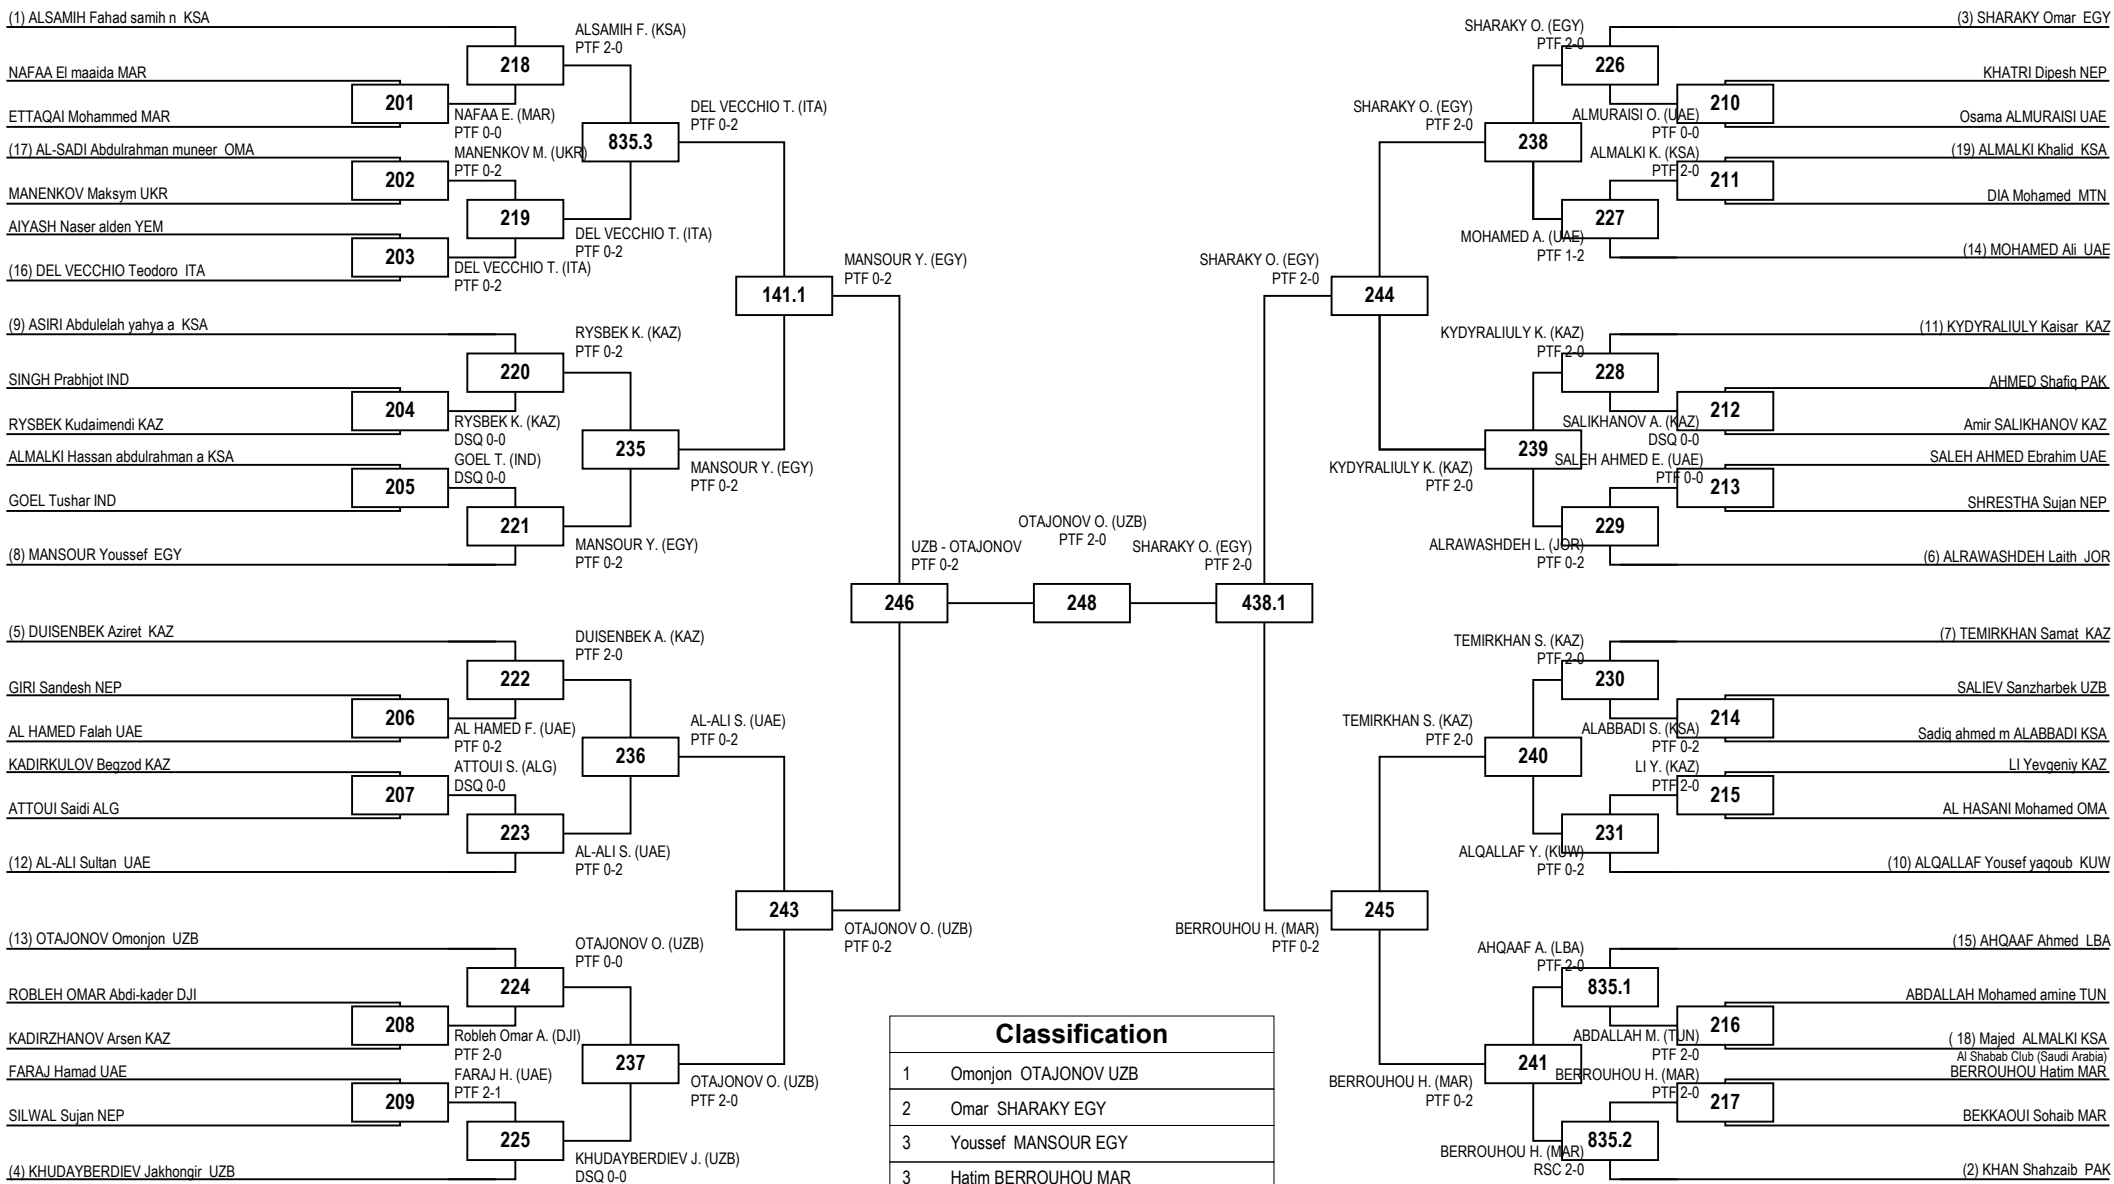 (1) ALSAMIH Fahad samih n KSA
ALSAMIH F. (KSA)
PTF 2-0
218
NAFAA El maaida MAR
201
ETTAQAI Mohammed MAR
NAFAA E. (MAR)
PTF 0-0
DEL VECCHIO T. (ITA)
PTF 0-2
835.3
(17) AL-SADI Abdulrahman muneer OMA
MANENKOV M. (UKR)
PTF 0-2
202
MANENKOV Maksym UKR
219
AIYASH Naser alden YEM
DEL VECCHIO T. (ITA)
PTF 0-2
203
(16) DEL VECCHIO Teodoro ITA
DEL VECCHIO T. (ITA)
PTF 0-2
MANSOUR Y. (EGY)
PTF 0-2
141.1
(9) ASIRI Abdulelah yahya a KSA
RYSBEK K. (KAZ)
PTF 0-2
220
SINGH Prabhjot IND
204
RYSBEK Kudaimendi KAZ
RYSBEK K. (KAZ)
DSQ 0-0
235
ALMALKI Hassan abdulrahman a KSA
GOEL T. (IND)
DSQ 0-0
MANSOUR Y. (EGY)
PTF 0-2
205
GOEL Tushar IND
221
(8) MANSOUR Youssef EGY
MANSOUR Y. (EGY)
PTF 0-2
UZB - OTAJONOV
PTF 0-2
246
OTAJONOV O. (UZB)
PTF 2-0
248
SHARAKY O. (EGY)
PTF 2-0
438.1
(5) DUISENBEK Aziret KAZ
DUISENBEK A. (KAZ)
PTF 2-0
222
GIRI Sandesh NEP
206
AL HAMED Falah UAE
AL HAMED F. (UAE)
PTF 0-2
AL-ALI S. (UAE)
PTF 0-2
236
KADIRKULOV Begzod KAZ
ATTOUI S. (ALG)
DSQ 0-0
207
ATTOUI Saidi ALG
223
(12) AL-ALI Sultan UAE
AL-ALI S. (UAE)
PTF 0-2
243
OTAJONOV O. (UZB)
PTF 0-2
(13) OTAJONOV Omonjon UZB
OTAJONOV O. (UZB)
PTF 0-0
224
ROBLEH OMAR Abdi-kader DJI
208
KADIRZHANOV Arsen KAZ
Robleh Omar A. (DJI)
PTF 2-0
237
FARAJ Hamad UAE
FARAJ H. (UAE)
PTF 2-1
OTAJONOV O. (UZB)
PTF 2-0
209
SILWAL Sujan NEP
225
(4) KHUDAYBERDIEV Jakhongir UZB
KHUDAYBERDIEV J. (UZB)
DSQ 0-0
(3) SHARAKY Omar EGY
SHARAKY O. (EGY)
PTF 2-0
226
KHATRI Dipesh NEP
210
Osama ALMURAISI UAE
ALMURAISI O. (UAE)
PTF 0-0
SHARAKY O. (EGY)
PTF 2-0
238
(19) ALMALKI Khalid KSA
ALMALKI K. (KSA)
PTF 2-0
211
DIA Mohamed MTN
227
MOHAMED A. (UAE)
PTF 1-2
(14) MOHAMED Ali UAE
SHARAKY O. (EGY)
PTF 2-0
244
(11) KYDYRALIULY Kaisar KAZ
KYDYRALIULY K. (KAZ)
PTF 2-0
228
AHMED Shafiq PAK
212
Amir SALIKHANOV KAZ
SALIKHANOV A. (KAZ)
DSQ 0-0
239
SALEH AHMED Ebrahim UAE
SALEH AHMED E. (UAE)
PTF 0-0
KYDYRALIULY K. (KAZ)
PTF 2-0
213
SHRESTHA Sujan NEP
229
ALRAWASHDEH L. (JOR)
PTF 0-2
(6) ALRAWASHDEH Laith JOR
(7) TEMIRKHAN Samat KAZ
TEMIRKHAN S. (KAZ)
PTF 2-0
230
SALIEV Sanzharbek UZB
214
Sadiq ahmed m ALABBADI KSA
ALABBADI S. (KSA)
PTF 0-2
TEMIRKHAN S. (KAZ)
PTF 2-0
240
LI Yevgeniy KAZ
LI Y. (KAZ)
PTF 2-0
215
AL HASANI Mohamed OMA
231
ALQALLAF Y. (KUW)
PTF 0-2
(10) ALQALLAF Yousef yaqoub KUW
245
BERROUHOU H. (MAR)
PTF 0-2
(15) AHQAAF Ahmed LBA
AHQAAF A. (LBA)
PTF 2-0
835.1
ABDALLAH Mohamed amine TUN
216
( 18) Majed ALMALKI KSA
Al Shabab Club (Saudi Arabia)
ABDALLAH M. (TUN)
PTF 2-0
241
BERROUHOU Hatim MAR
BERROUHOU H. (MAR)
PTF 2-0
BERROUHOU H. (MAR)
PTF 0-2
217
BEKKAOUI Sohaib MAR
835.2
BERROUHOU H. (MAR)
RSC 2-0
(2) KHAN Shahzaib PAK
Classification
1 Omonjon OTAJONOV UZB
2 Omar SHARAKY EGY
3 Youssef MANSOUR EGY
3 Hatim BERROUHOU MAR